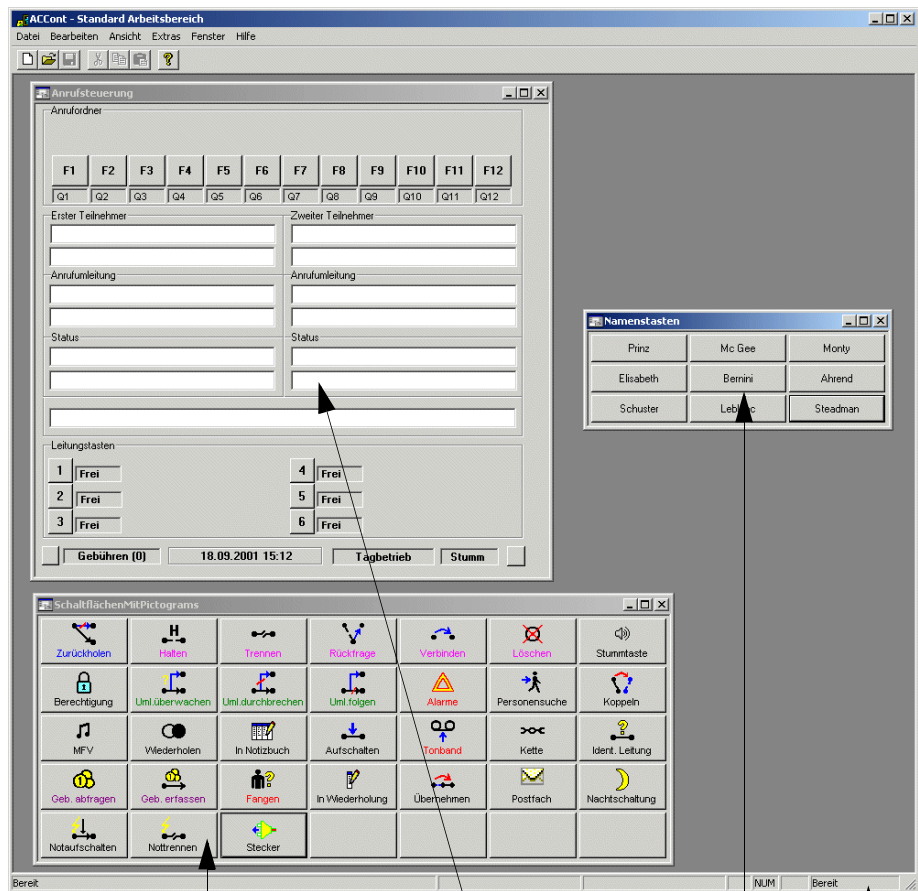 ACCont - Standard Arbeitsbereich
Datei Bearbeiten Ansicht Extras Fenster Hilfe
Anrufsteuerung
Anrufordner
F1 F2 F3 F4 F5 F6 F7 F8 F9 F10 F11 F12
Q1 Q2 Q3 Q4 Q5 Q6 Q7 Q8 Q9 Q10 Q11 Q12
Erster Teilnehmer Zweiter Teilnehmer
Anrufumleitung Anrufumleitung
Status Status
Leitungstasten
1 Frei 4 Frei
2 Frei 5 Frei
3 Frei 6 Frei
Gebühren (0) 18.09.2001 15:12 Tagbetrieb Stumm
Namenstasten
Prinz Mc Gee Monty
Elisabeth Bernini Ahrend
Schuster Leblanc Steadman
SchaltflächenMitPictograms
H
Zurückholen Halten Trennen Rückfrage Verbinden Löschen Stummtaste
Berechtigung Uml.überwachen Uml.durchbrechen Uml.folgen Alarme Personensuche Koppeln
MFV Wiederholen In Notizbuch Aufschalten Tonband Kette Ident. Leitung
Geb. abfragen Geb. erfassen Fangen In Wiederholung Übernehmen Postfach Nachtschaltung
Notaufschalten Nottrennen Stecker
Bereit NUM Bereit